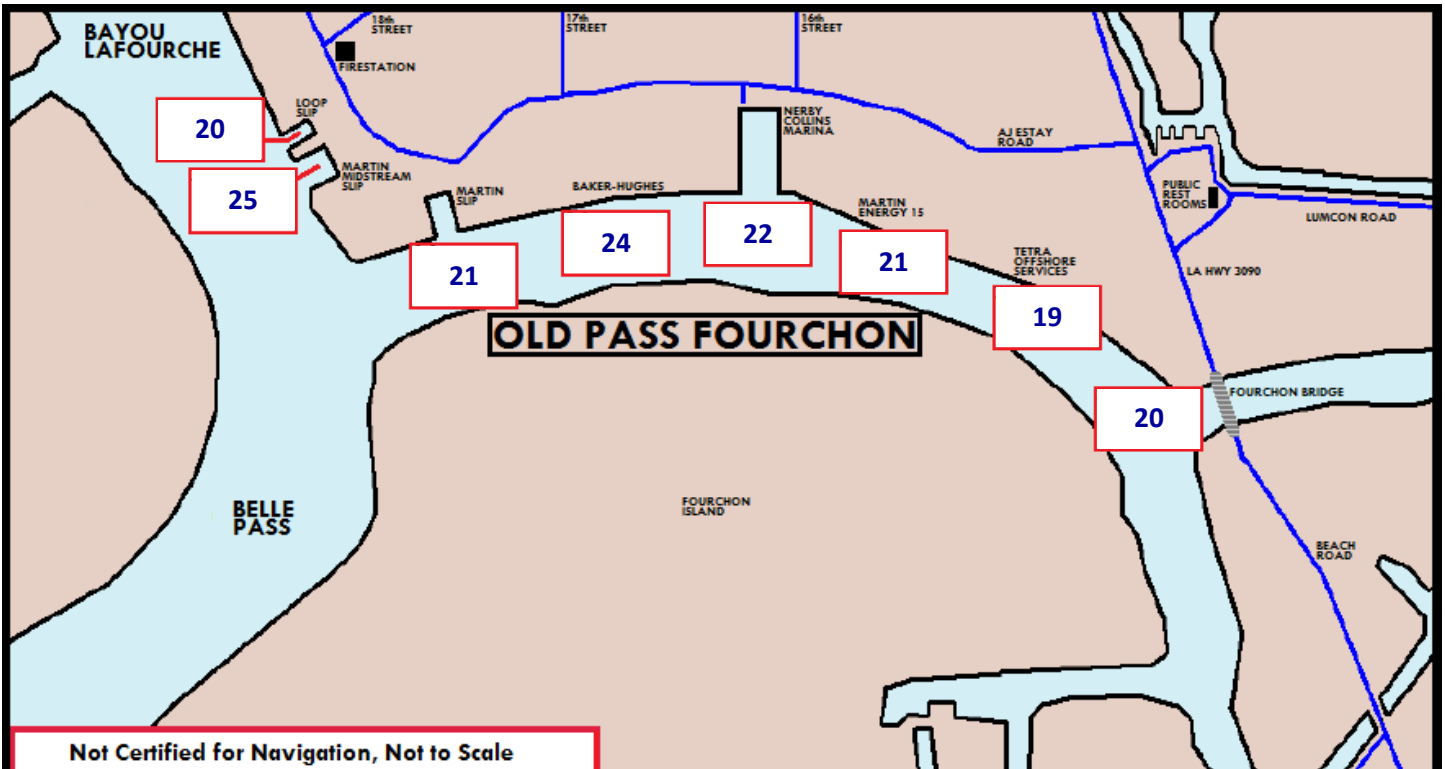 BAYOU
LAFOURCHE
18th
STREET
17th
STREET
16th
STREET
FIRESTATION
LOOP
SLIP
20
MARTIN
MIDSTREAM
SLIP
25
MARTIN
SLIP
BAKER-HUGHES
NERBY
COLLINS
MARINA
AJ ESTAY
ROAD
PUBLIC
REST
ROOMS
LUMCON ROAD
MARTIN
ENERGY 15
21
24
22
21
TETRA
OFFSHORE
SERVICES
LA HWY 3090
19
OLD PASS FOURCHON
FOURCHON BRIDGE
20
BELLE
PASS
FOURCHON
ISLAND
BEACH
ROAD
Not Certified for Navigation, Not to Scale